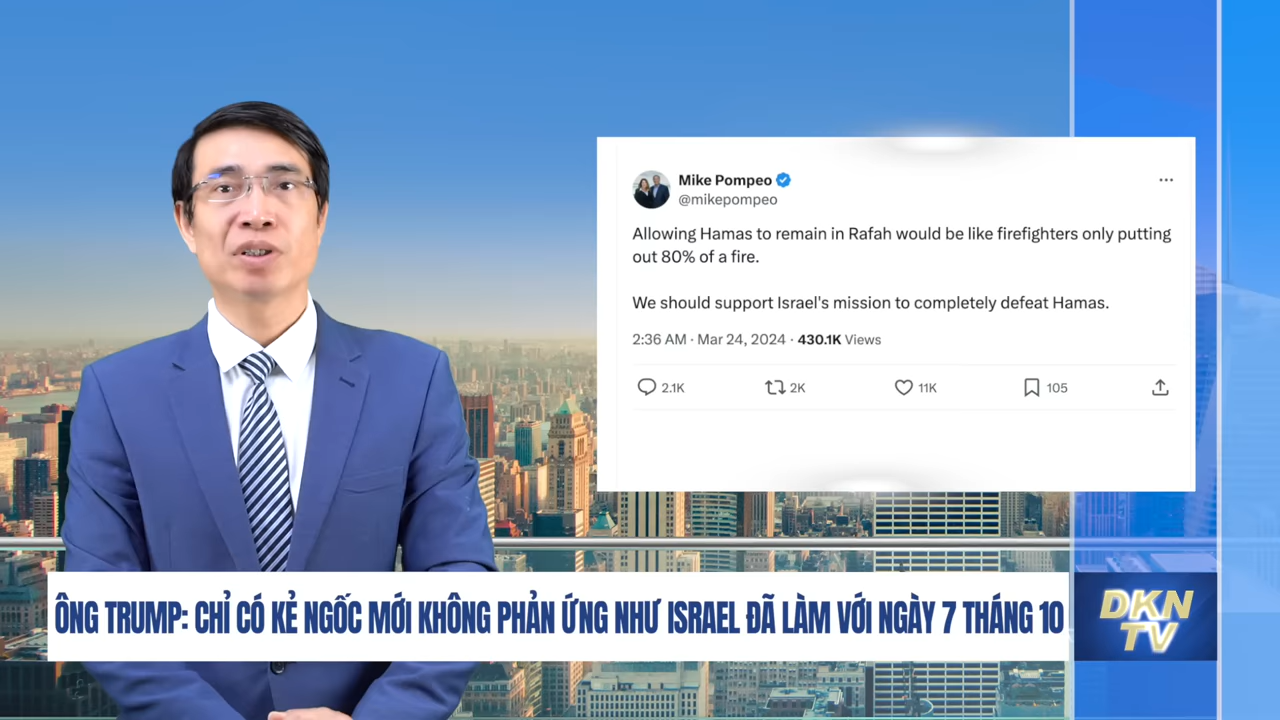 Mike Pompeo
@mikepompeo
Allowing Hamas to remain in Rafah would be like firefighters only putting
out 80% of a fire.
We should support Israel's mission to completely defeat Hamas.
2:36 AM · Mar 24, 2024 · 430.1K Views
2.1K 2K 11K 105
ÔNG TRUMP: CHỈ CÓ KẺ NGỐC MỚI KHÔNG PHẢN ỨNG NHƯ ISRAEL ĐÃ LÀM VỚI NGÀY 7 THÁNG 10
DKN
TV